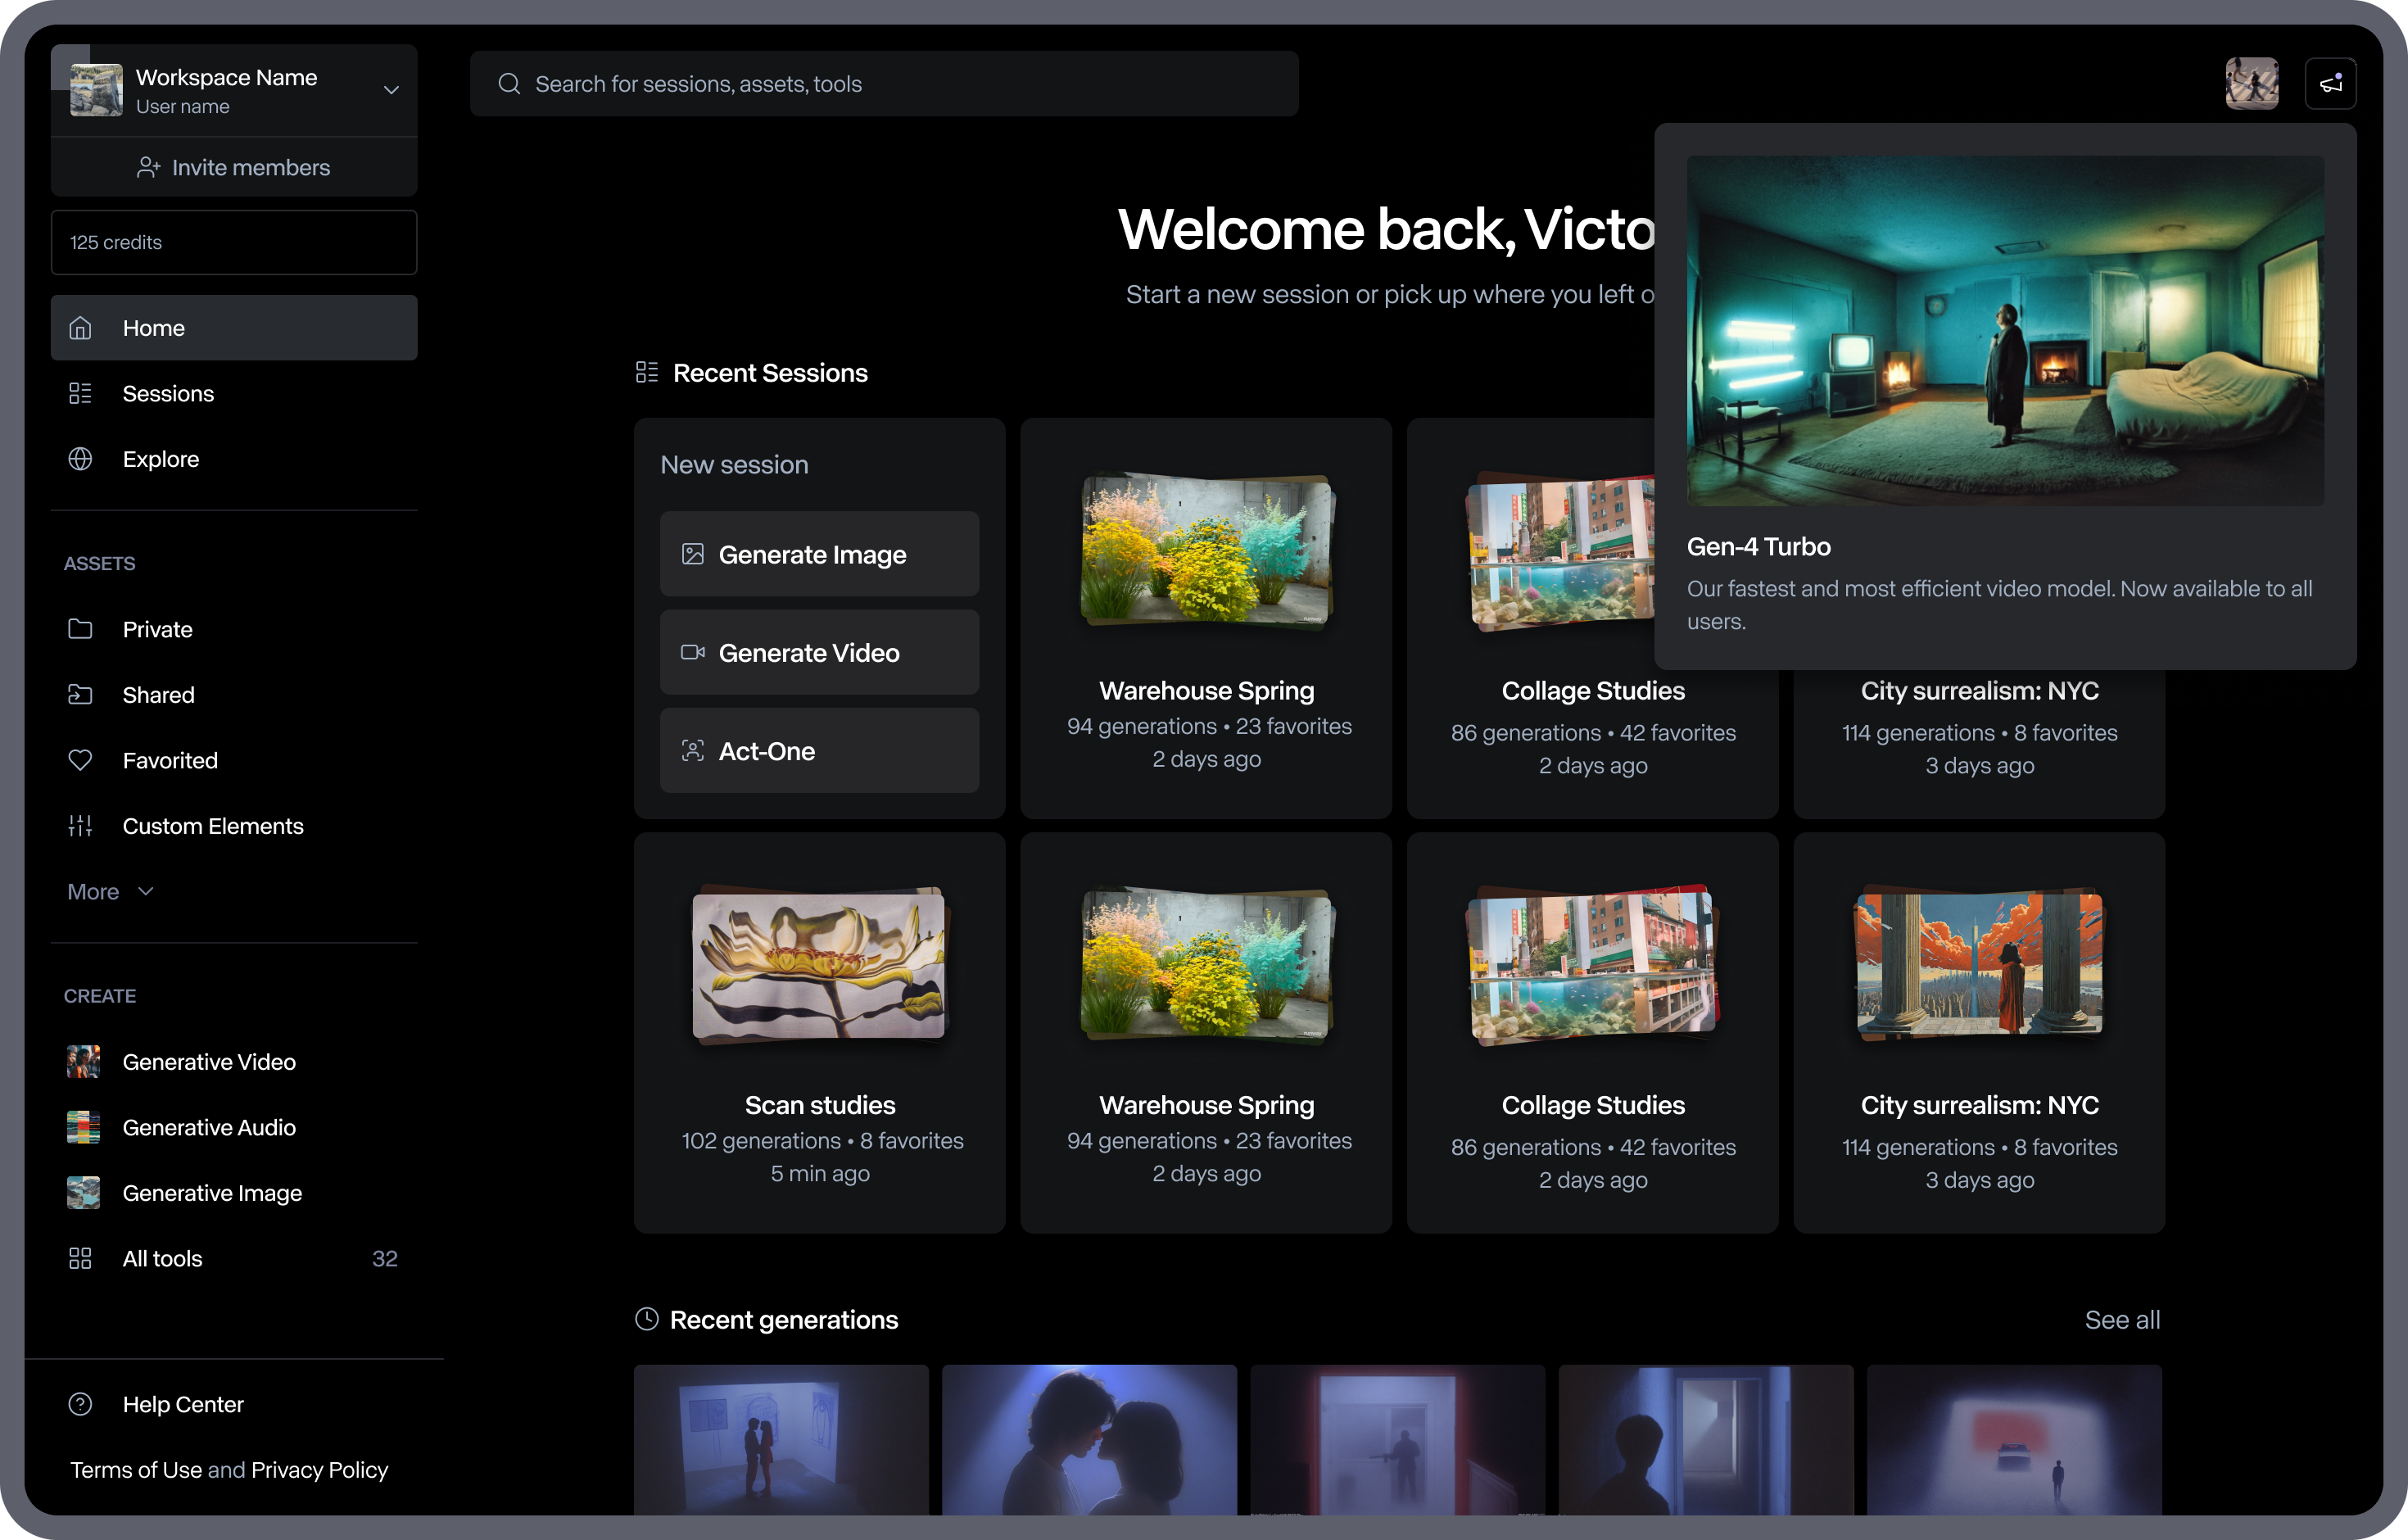 Workspace Name
User name
Invite members
125 credits
Home
Sessions
Explore
ASSETS
Private
Shared
Favorited
Custom Elements
More
CREATE
Generative Video
Generative Audio
Generative Image
All tools 32
Help Center
Terms of Use and Privacy Policy
Search for sessions, assets, tools
Welcome back, Victo
Start a new session or pick up where you left o
Gen-4 Turbo
Our fastest and most efficient video model. Now available to all
users.
Recent Sessions
New session
Generate Image
Generate Video
Act-One
Warehouse Spring
94 generations • 23 favorites
2 days ago
Collage Studies
86 generations • 42 favorites
2 days ago
City surrealism: NYC
114 generations • 8 favorites
3 days ago
Scan studies
102 generations • 8 favorites
5 min ago
Warehouse Spring
94 generations • 23 favorites
2 days ago
Collage Studies
86 generations • 42 favorites
2 days ago
City surrealism: NYC
114 generations • 8 favorites
3 days ago
Recent generations
See all